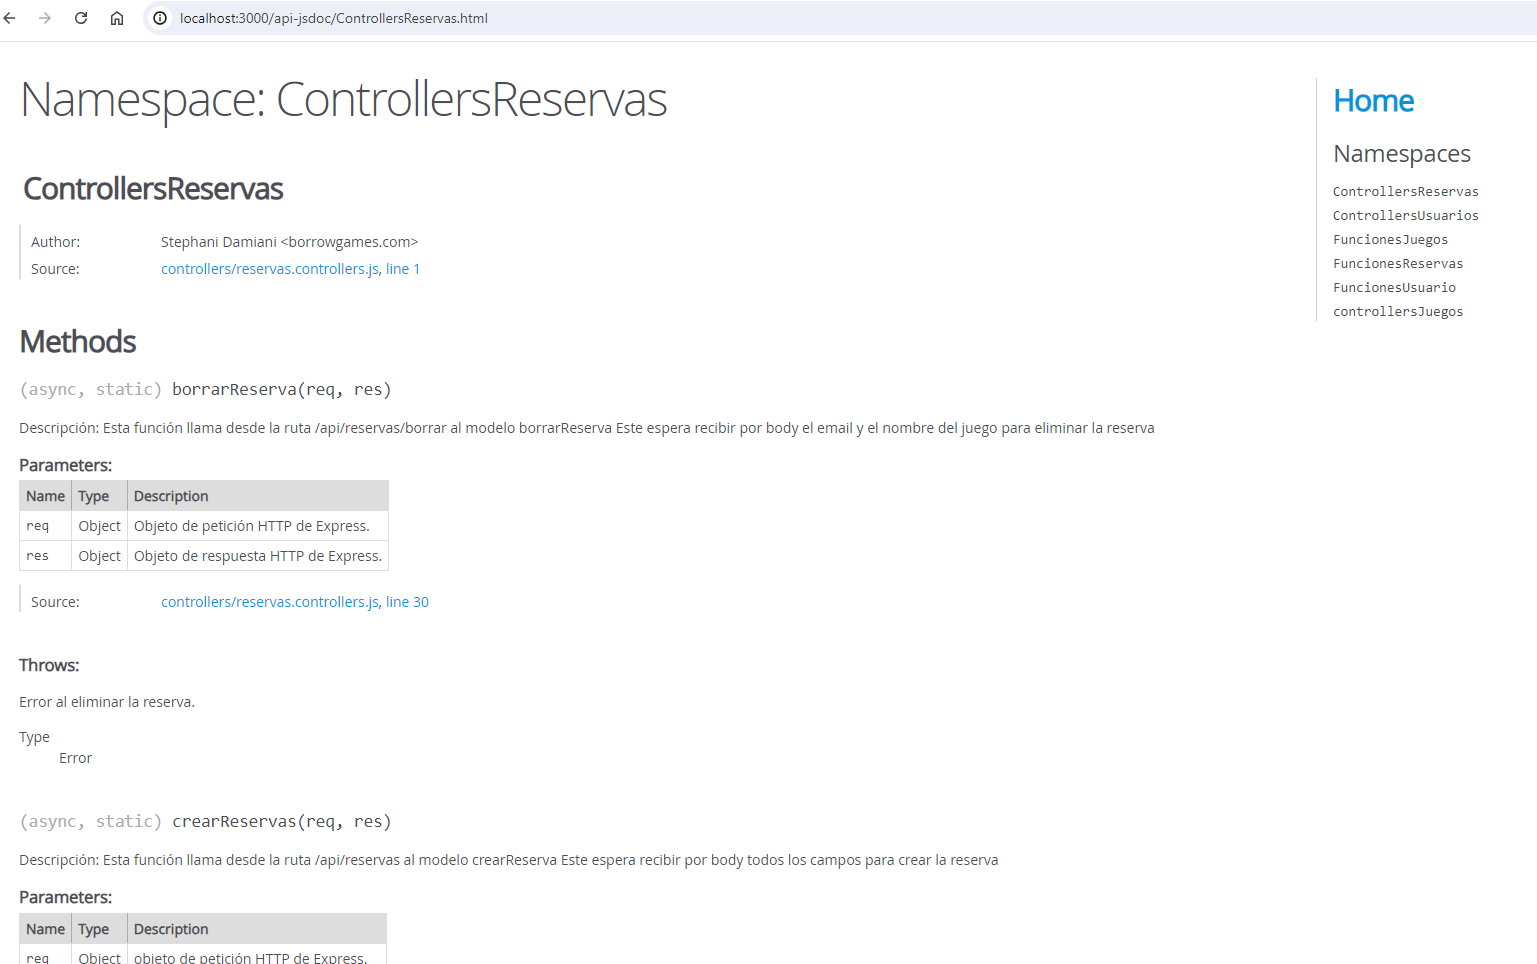 localhost:3000/api-jsdoc/ControllersReservas.html
Namespace: ControllersReservas
ControllersReservas
Author: Stephani Damiani <borrowgames.com>
Source: controllers/reservas.controllers.js, line 1
Methods
(async, static) borrarReserva(req, res)
Descripción: Esta función llama desde la ruta /api/reservas/borrar al modelo borrarReserva Este espera recibir por body el email y el nombre del juego para eliminar la reserva
Parameters:
Name Type Description
req Object Objeto de petición HTTP de Express.
res Object Objeto de respuesta HTTP de Express.
Source: controllers/reservas.controllers.js, line 30
Throws:
Error al eliminar la reserva.
Type
Error
(async, static) crearReservas(req, res)
Descripción: Esta función llama desde la ruta /api/reservas al modelo crearReserva Este espera recibir por body todos los campos para crear la reserva
Parameters:
Name Type Description
req Object objeto de petición HTTP de Express.
Home
Namespaces
ControllersReservas
ControllersUsuarios
FuncionesJuegos
FuncionesReservas
FuncionesUsuario
controllersJuegos